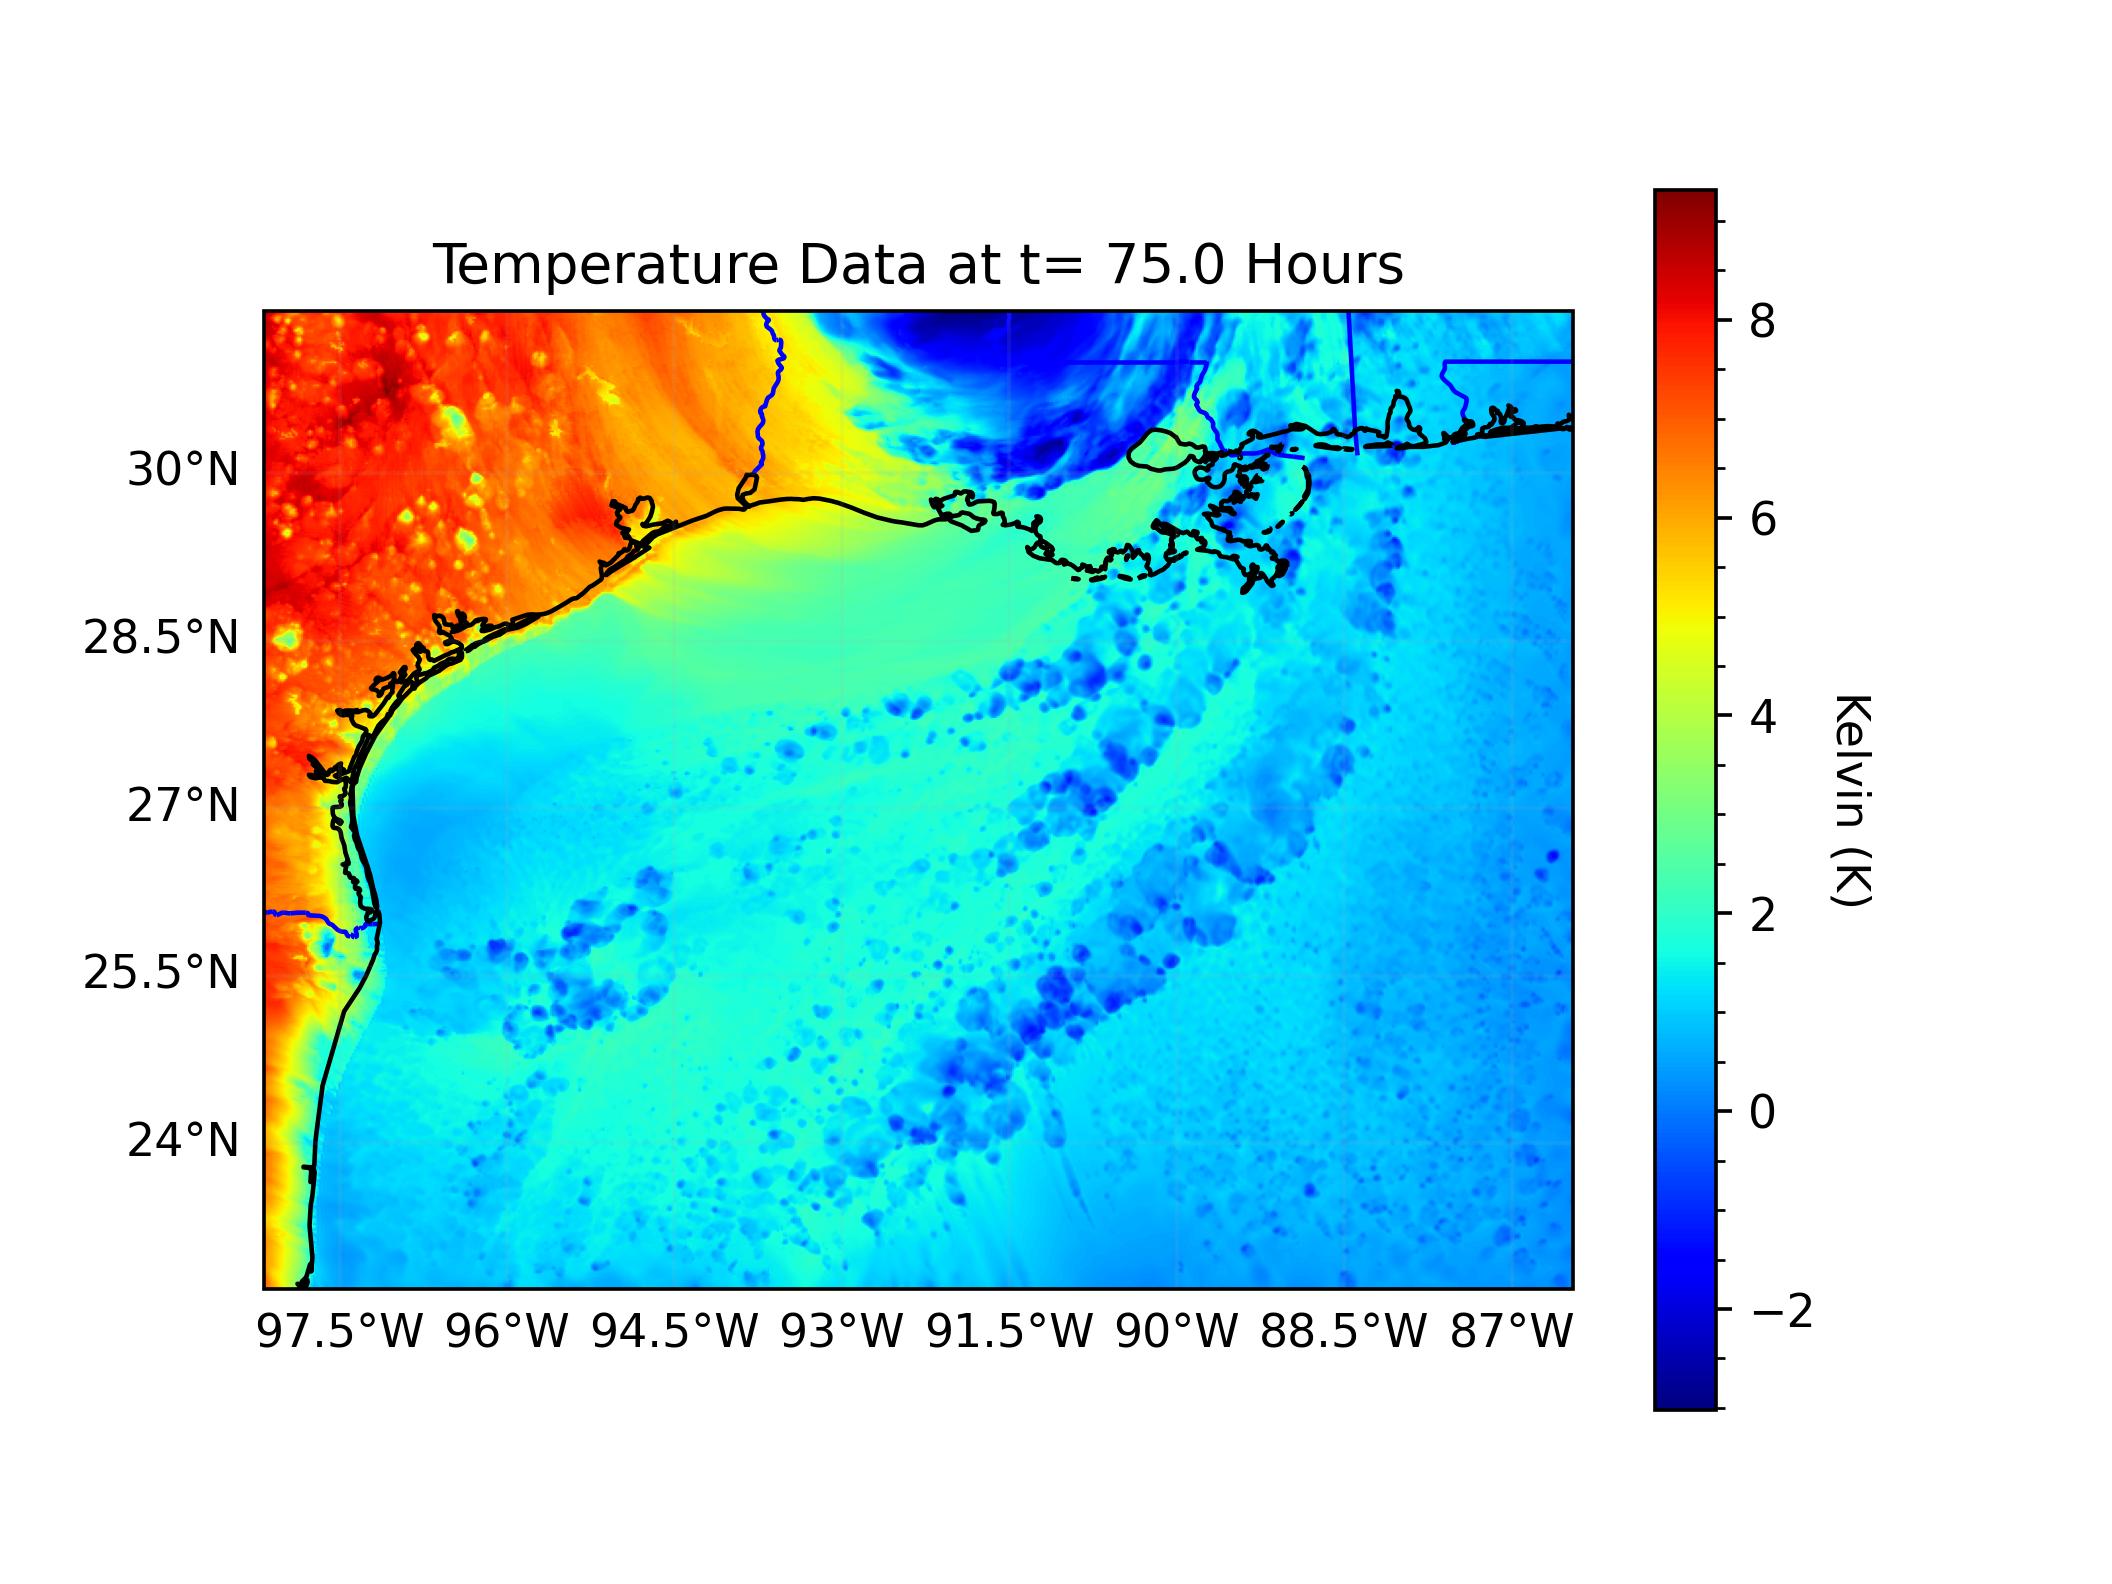 Temperature Data at t= 75.0 Hours
30°N
28.5°N
27°N
25.5°N
24°N
97.5°W 96°W 94.5°W 93°W 91.5°W 90°W 88.5°W 87°W
8
6
4
2
0
−2
Kelvin (K)